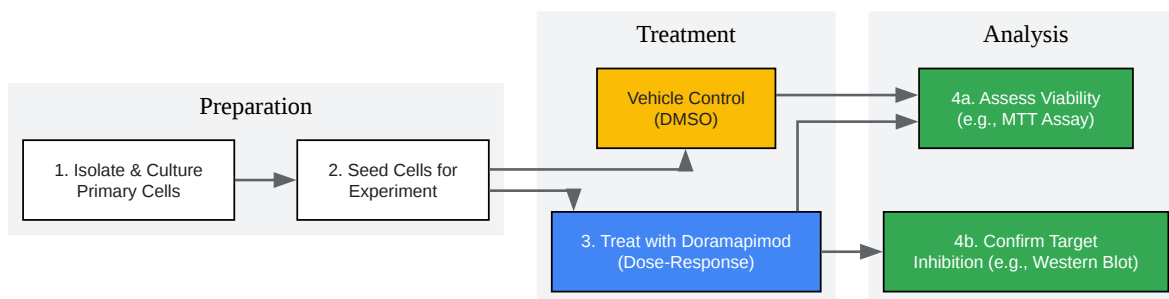 Preparation
1. Isolate & Culture
Primary Cells
2. Seed Cells for
Experiment
Treatment
Vehicle Control
(DMSO)
3. Treat with Doramapimod
(Dose-Response)
Analysis
4a. Assess Viability
(e.g., MTT Assay)
4b. Confirm Target
Inhibition (e.g., Western Blot)